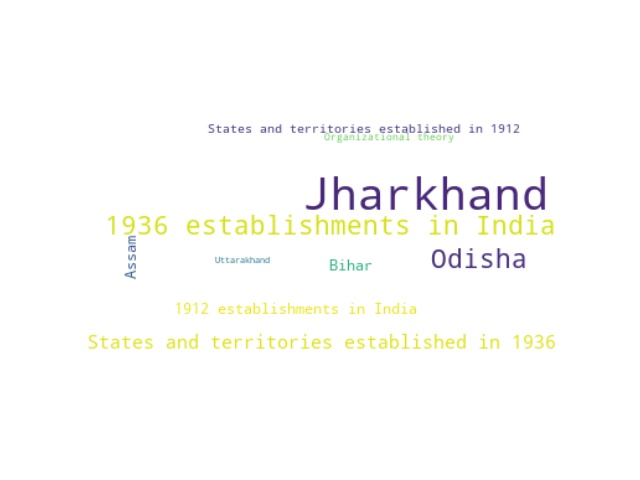 States and territories established in 1912
Organizational theory
Jharkhand
1936 establishments in India
Assam
Uttarakhand
Bihar
Odisha
1912 establishments in India
States and territories established in 1936